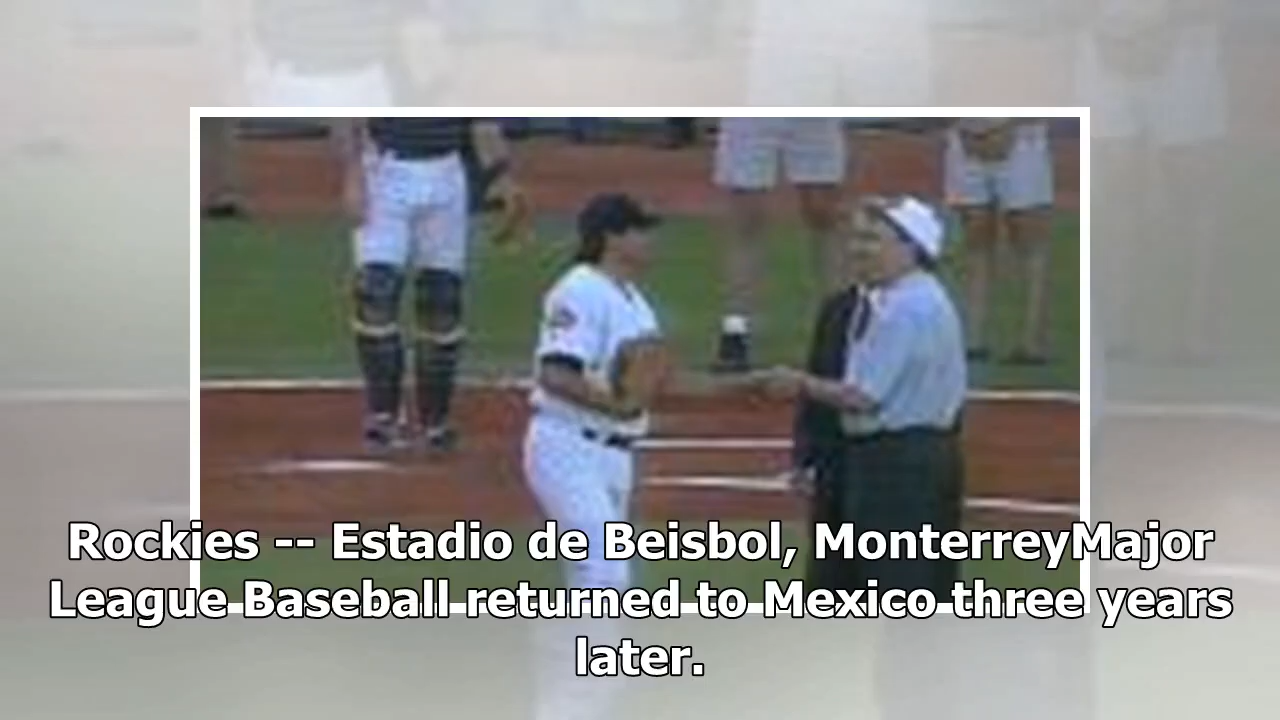 Rockies -- Estadio de Beisbol, MonterreyMajor
League Baseball returned to Mexico three years
later.